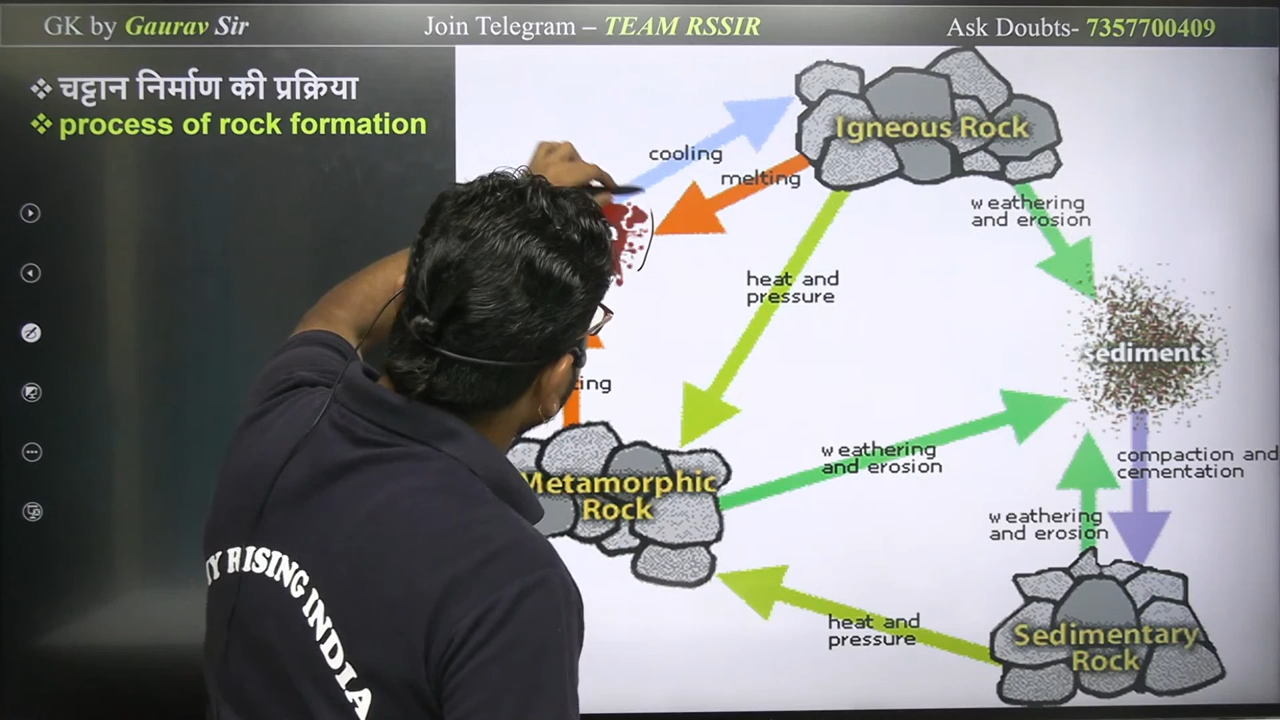 GK by Gaurav Sir
Join Telegram – TEAM RSSIR
Ask Doubts- 7357700409
❖ चट्टान निर्माण की प्रक्रिया
❖ process of rock formation
Igneous Rock
cooling
melting
weathering
and erosion
heat and
pressure
sediments
weathering
and erosion
compaction and
cementation
Metamorphic
Rock
weathering
and erosion
heat and
pressure
Sedimentary
Rock
RISING INDIA